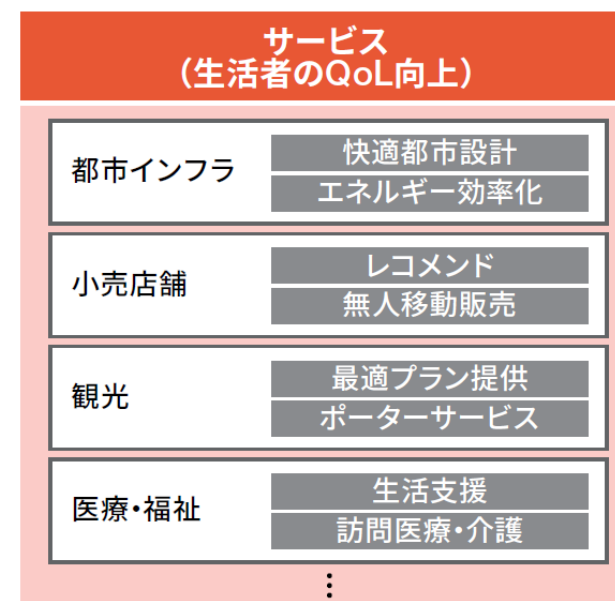 サービス
（生活者のQoL向上）
都市インフラ
快適都市設計
エネルギー効率化
小売店舗
レコメンド
無人移動販売
観光
最適プラン提供
ポーターサービス
医療・福祉
生活支援
訪問医療・介護
⋮